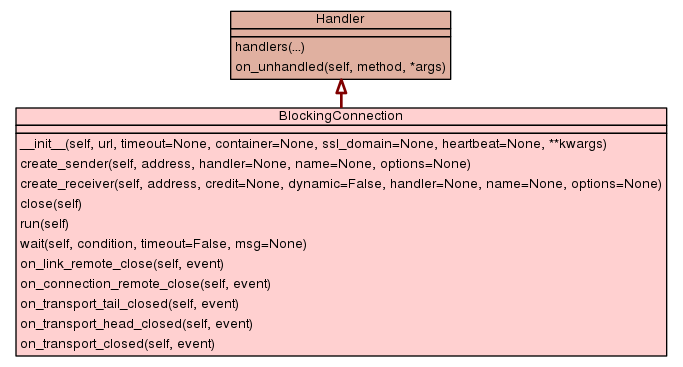 Handler
handlers(...)
on_unhandled(self, method, *args)
BlockingConnection
__init__(self, url, timeout=None, container=None, ssl_domain=None, heartbeat=None, **kwargs)
create_sender(self, address, handler=None, name=None, options=None)
create_receiver(self, address, credit=None, dynamic=False, handler=None, name=None, options=None)
close(self)
run(self)
wait(self, condition, timeout=False, msg=None)
on_link_remote_close(self, event)
on_connection_remote_close(self, event)
on_transport_tail_closed(self, event)
on_transport_head_closed(self, event)
on_transport_closed(self, event)